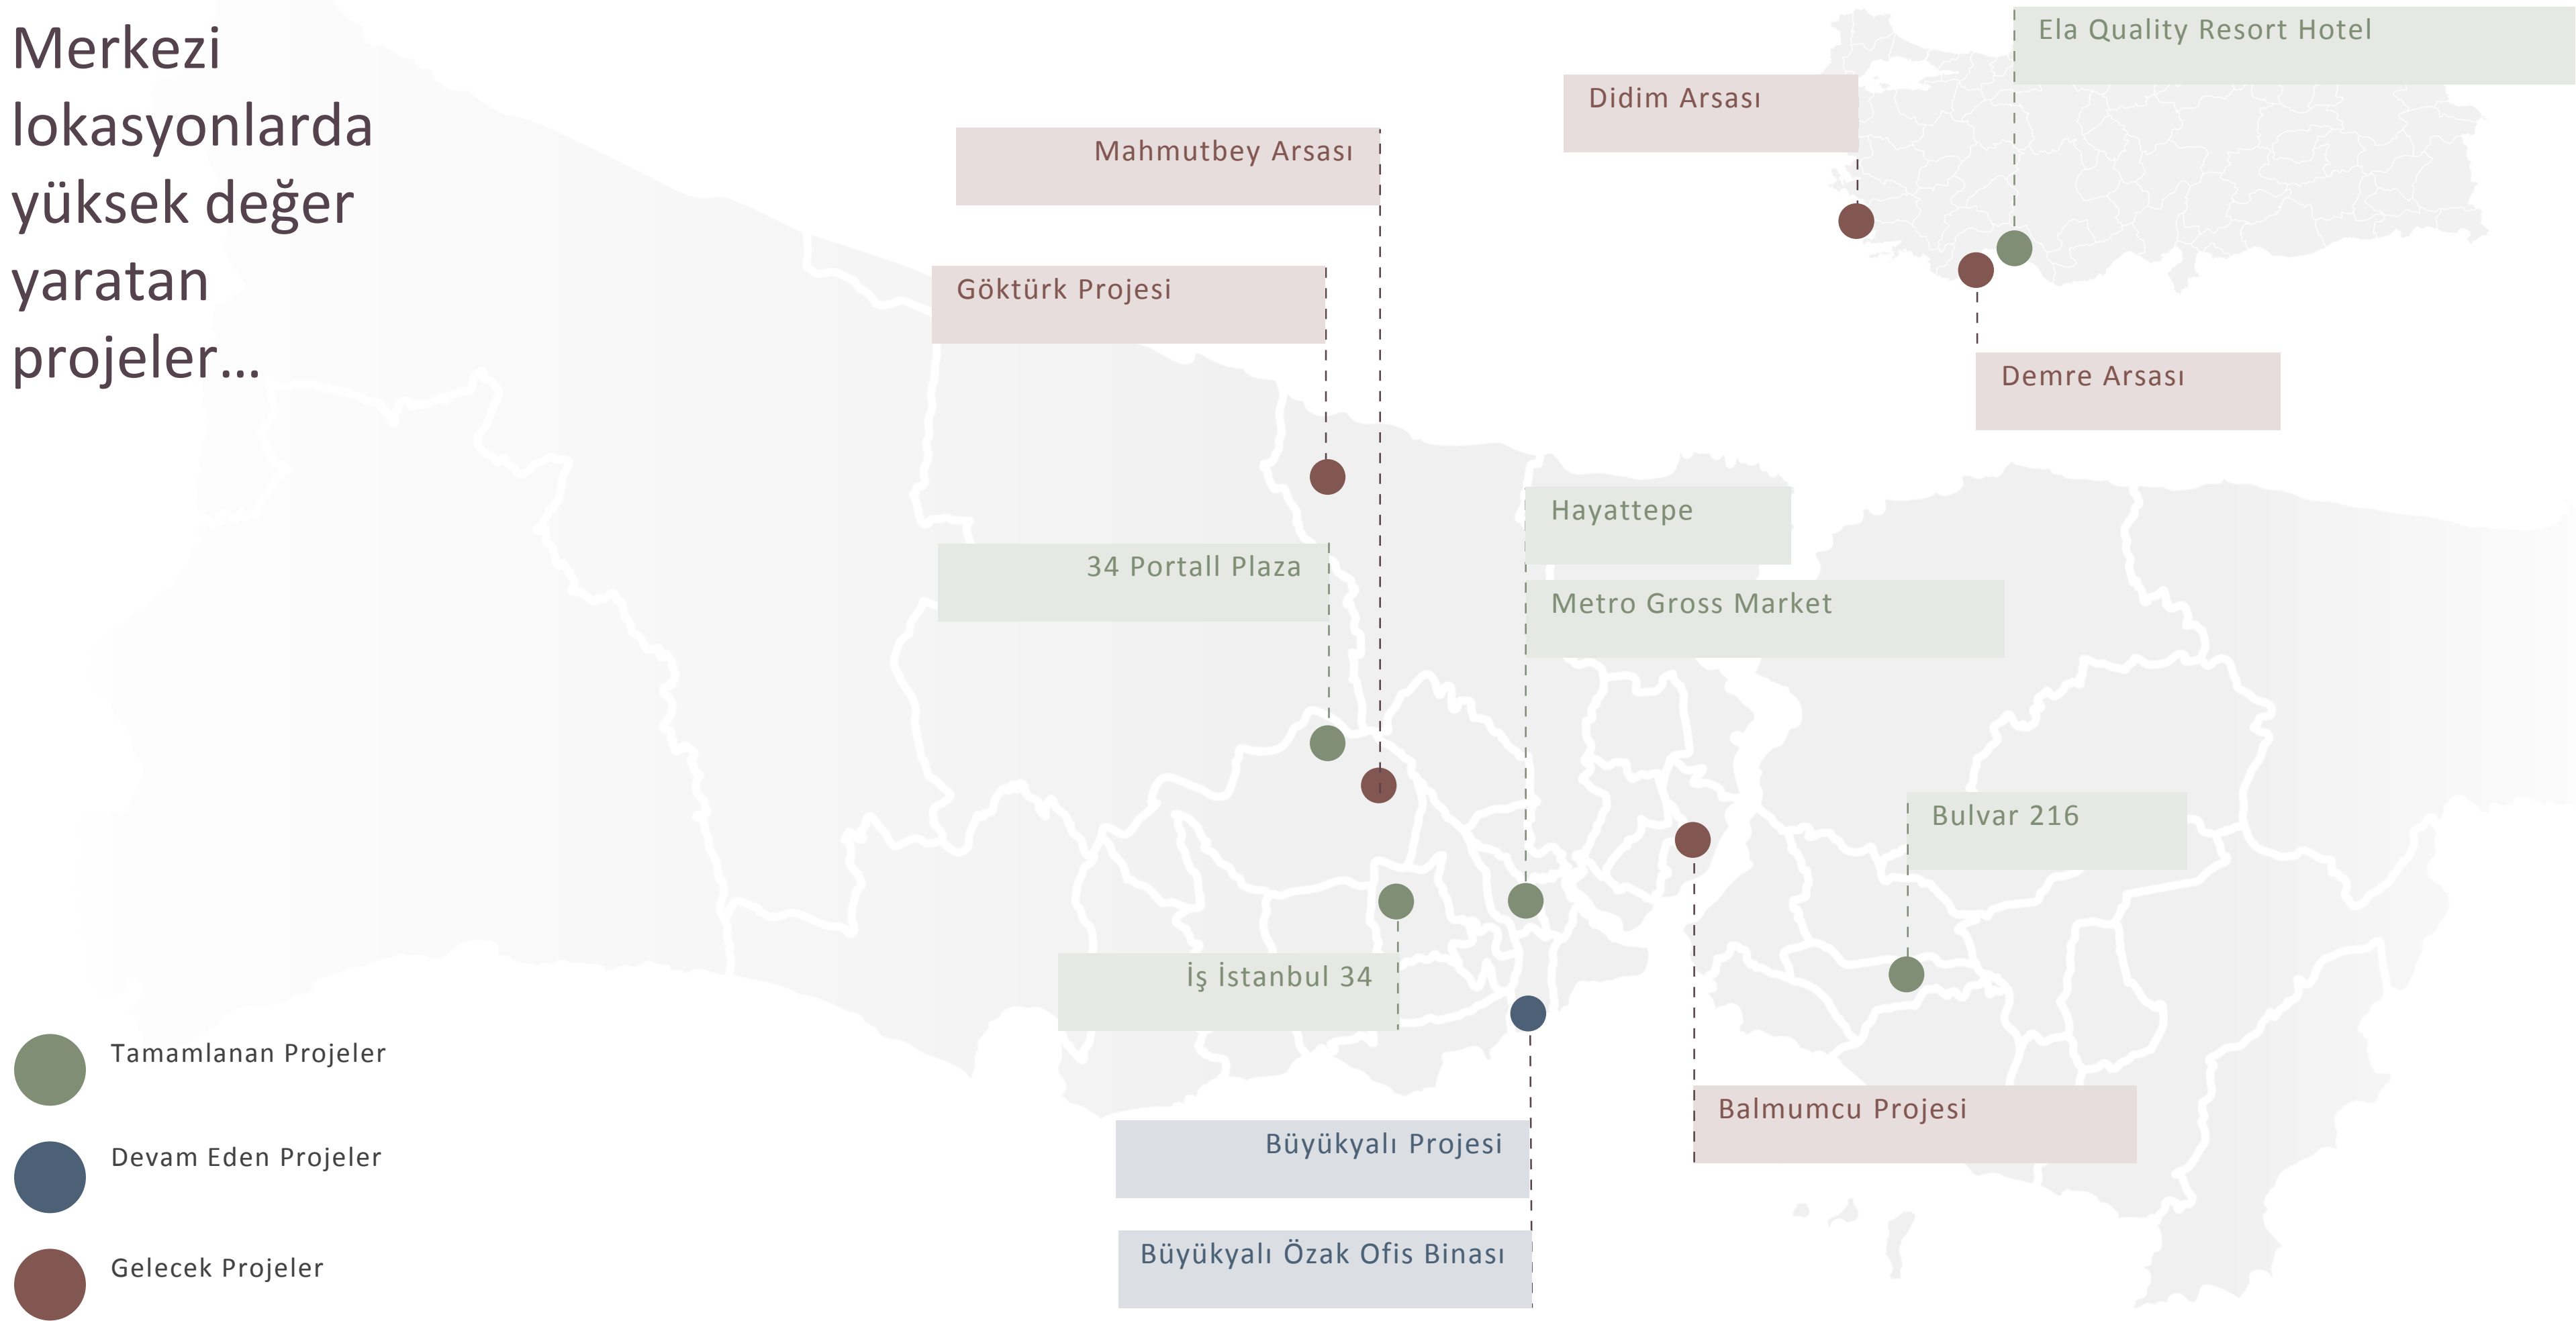 Merkezi
lokasyonlarda
yüksek değer
yaratan
projeler...
Ela Quality Resort Hotel
Didim Arsası
Mahmutbey Arsası
Göktürk Projesi
Demre Arsası
Hayattepe
34 Portall Plaza
Metro Gross Market
Bulvar 216
İş İstanbul 34
Balmumcu Projesi
Büyükyalı Projesi
Büyükyalı Özak Ofis Binası
Tamamlanan Projeler
Devam Eden Projeler
Gelecek Projeler